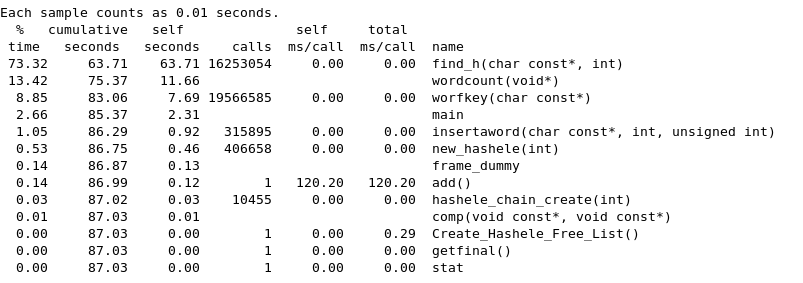 Each sample counts as 0.01 seconds.
  %   cumulative   self              self     total
 time   seconds   seconds    calls  ms/call  ms/call  name
73.32     63.71    63.71 16253054     0.00     0.00  find_h(char const*, int)
13.42     75.37    11.66                             wordcount(void*)
 8.85     83.06     7.69 19566585     0.00     0.00  worfkey(char const*)
 2.66     85.37     2.31                             main
 1.05     86.29     0.92   315895     0.00     0.00  insertaword(char const*, int, unsigned int)
 0.53     86.75     0.46   406658     0.00     0.00  new_hashele(int)
 0.14     86.87     0.13                             frame_dummy
 0.14     86.99     0.12        1   120.20   120.20  add()
 0.03     87.02     0.03    10455     0.00     0.00  hashele_chain_create(int)
 0.01     87.03     0.01                             comp(void const*, void const*)
 0.00     87.03     0.00        1     0.00     0.29  Create_Hashele_Free_List()
 0.00     87.03     0.00        1     0.00     0.00  getfinal()
 0.00     87.03     0.00        1     0.00     0.00  stat